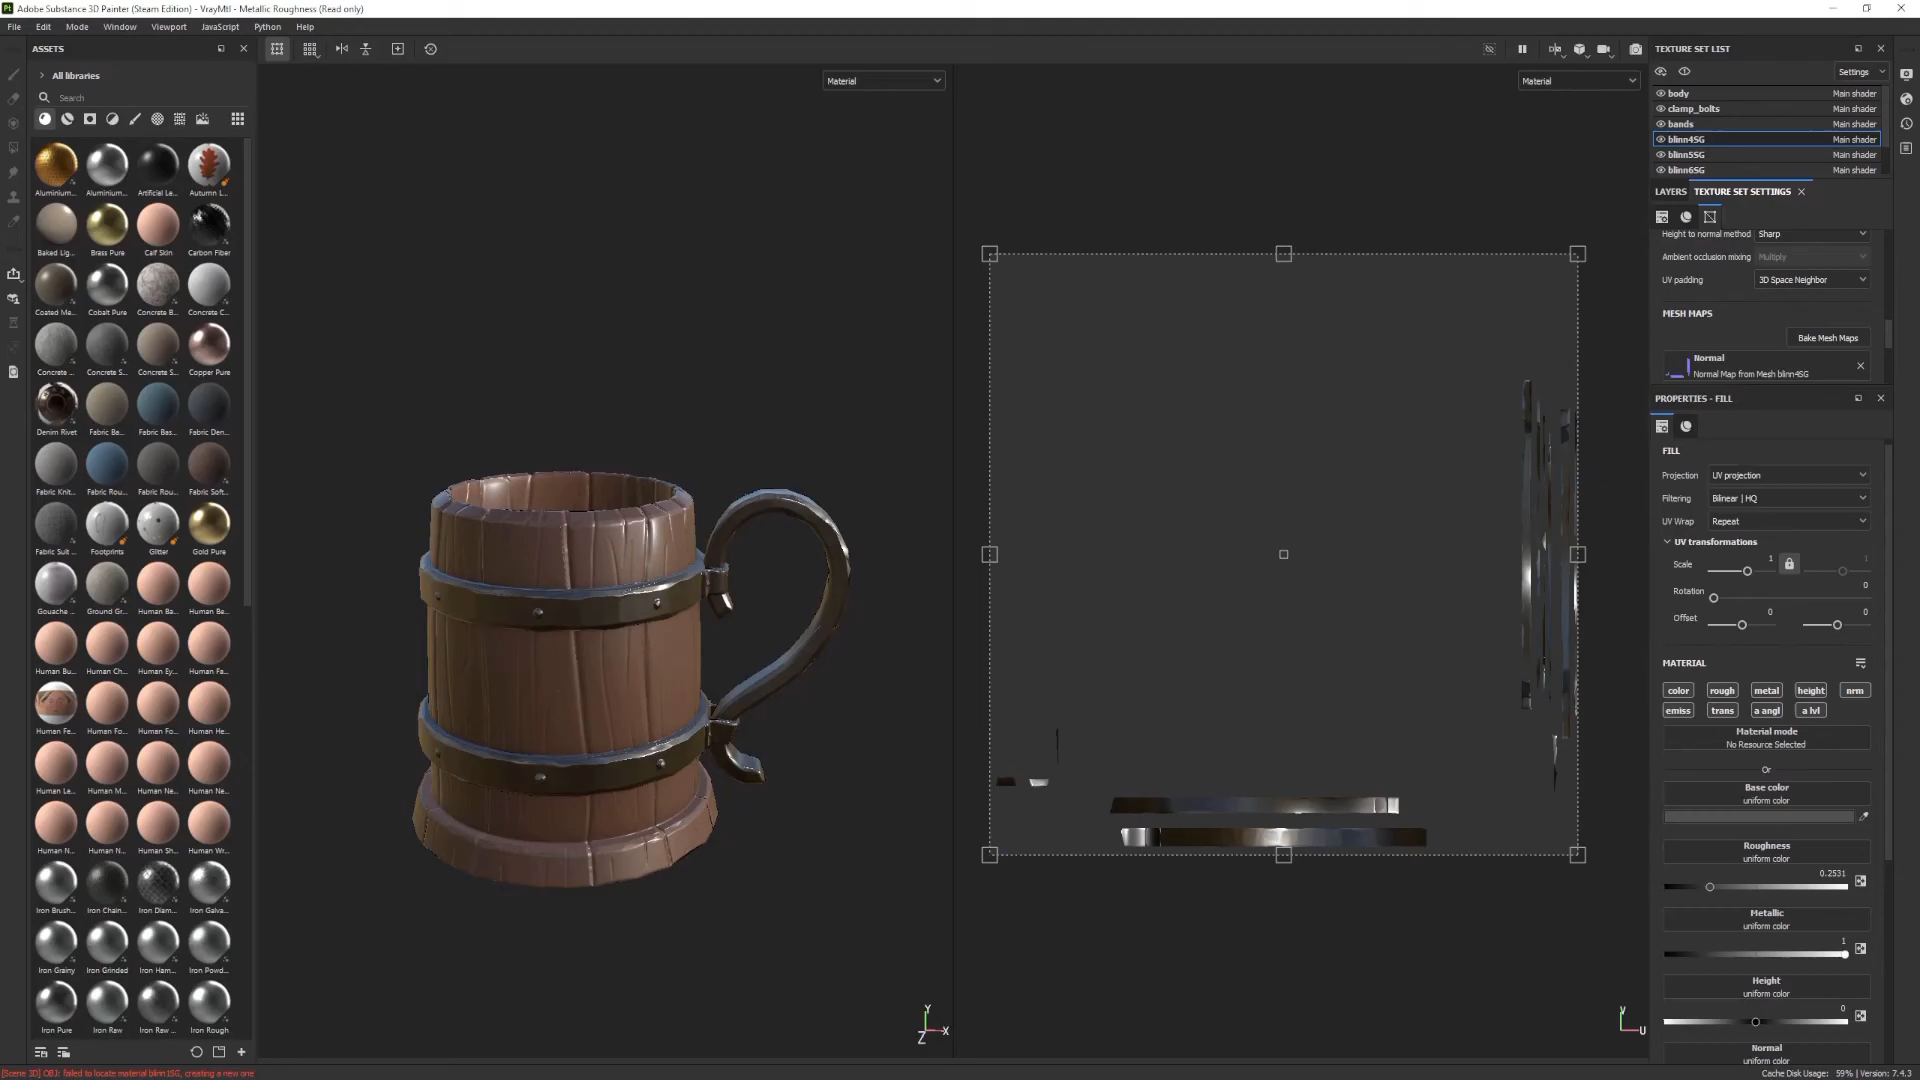 Adobe Substance 3D Painter (Steam Edition) - VrayMtl - Metallic Roughness (Read only)
File Edit Mode Window Viewport JavaScript Python Help
ASSETS
All libraries
Search
Aluminium... Aluminium... Artificial Le... Autumn L...
Baked Lig... Brass Pure Calf Skin Carbon Fiber
Coated Me... Cobalt Pure Concrete B... Concrete C...
Concrete ... Concrete S... Concrete S... Copper Pure
Denim Rivet Fabric Ba... Fabric Bas... Fabric Den...
Fabric Knit... Fabric Rou... Fabric Rou... Fabric Soft...
Fabric Suit ... Footprints Glitter Gold Pure
Gouache ... Ground Gr... Human Ba... Human Be...
Human Bu... Human Ch... Human Ey... Human Fa...
Human Fe... Human Fo... Human Fo... Human He...
Human Le... Human M... Human Ne... Human Ne...
Human N... Human N... Human Sh... Human Wr...
Iron Brush... Iron Chain... Iron Diam... Iron Galva...
Iron Grainy Iron Grinded Iron Ham... Iron Powd...
Iron Pure Iron Raw Iron Raw ... Iron Rough
[Scene 3D] OBJ: failed to locate material blinn1SG, creating a new one
Material
Y
X
Z
Material
V
U
TEXTURE SET LIST
Settings
body Main shader
clamp_bolts Main shader
bands Main shader
blinn4SG Main shader
blinn5SG Main shader
blinn6SG Main shader
LAYERS TEXTURE SET SETTINGS
Height to normal method Sharp
Ambient occlusion mixing Multiply
UV padding 3D Space Neighbor
MESH MAPS
Bake Mesh Maps
Normal
Normal Map from Mesh blinn4SG
PROPERTIES - FILL
FILL
Projection UV projection
Filtering Bilinear | HQ
UV Wrap Repeat
UV transformations
Scale 1 1
Rotation 0
Offset 0 0
MATERIAL
color rough metal height nrm
emiss trans a angl a lvl
Material mode
No Resource Selected
Or
Base color
uniform color
Roughness
uniform color
0.2531
Metallic
uniform color
1
Height
uniform color
0
Normal
uniform color
Cache Disk Usage: 59% | Version: 7.4.3